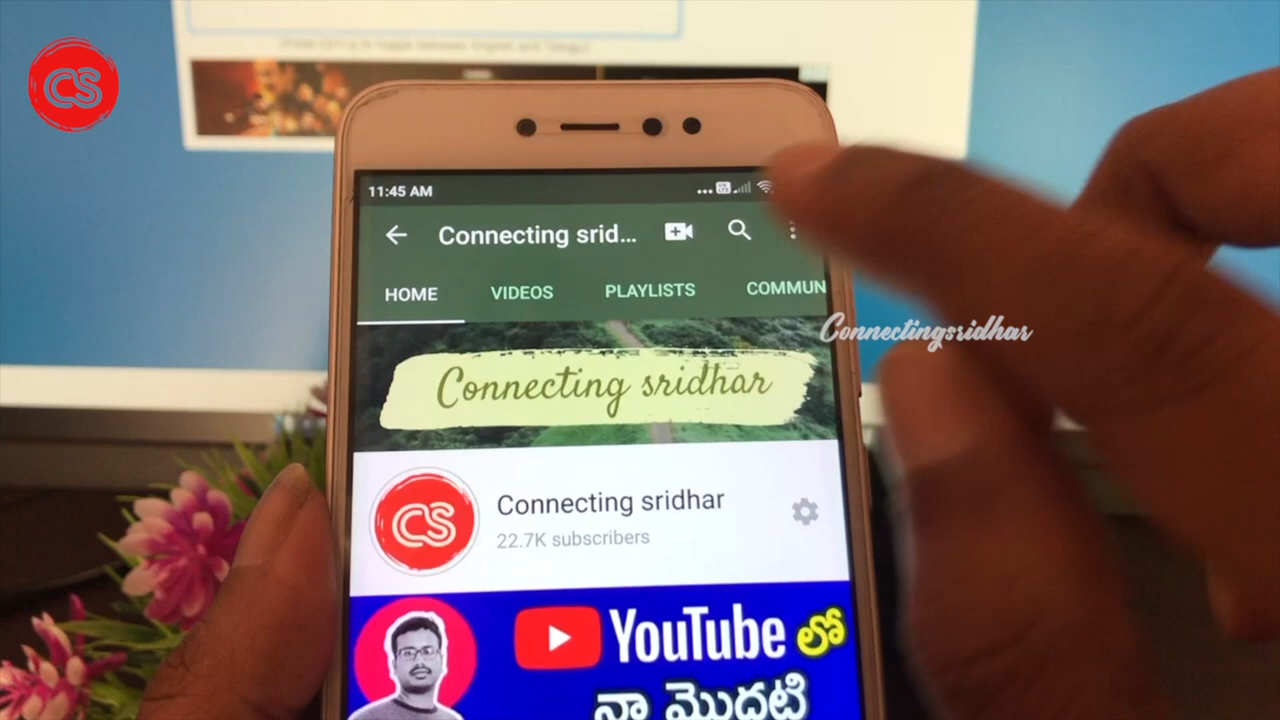 CS
11:45 AM
Connecting srid...
HOME VIDEOS PLAYLISTS COMMUN
Connectingsridhar
Connecting sridhar
CS
Connecting sridhar
22.7K subscribers
YouTube లో
నా మొదటి